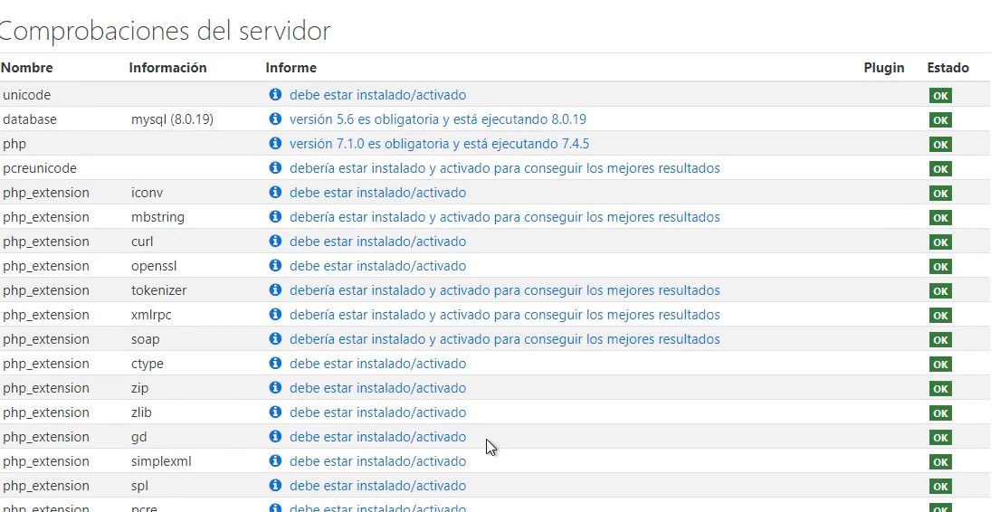 Comprobaciones del servidor
Nombre Información Informe Plugin Estado
unicode debe estar instalado/activado OK
database mysql (8.0.19) versión 5.6 es obligatoria y está ejecutando 8.0.19 OK
php versión 7.1.0 es obligatoria y está ejecutando 7.4.5 OK
pcreunicode debería estar instalado y activado para conseguir los mejores resultados OK
php_extension iconv debe estar instalado/activado OK
php_extension mbstring debería estar instalado y activado para conseguir los mejores resultados OK
php_extension curl debe estar instalado/activado OK
php_extension openssl debe estar instalado/activado OK
php_extension tokenizer debería estar instalado y activado para conseguir los mejores resultados OK
php_extension xmlrpc debería estar instalado y activado para conseguir los mejores resultados OK
php_extension soap debería estar instalado y activado para conseguir los mejores resultados OK
php_extension ctype debe estar instalado/activado OK
php_extension zip debe estar instalado/activado OK
php_extension zlib debe estar instalado/activado OK
php_extension gd debe estar instalado/activado OK
php_extension simplexml debe estar instalado/activado OK
php_extension spl debe estar instalado/activado OK
php_extension pcre debe estar instalado/activado OK